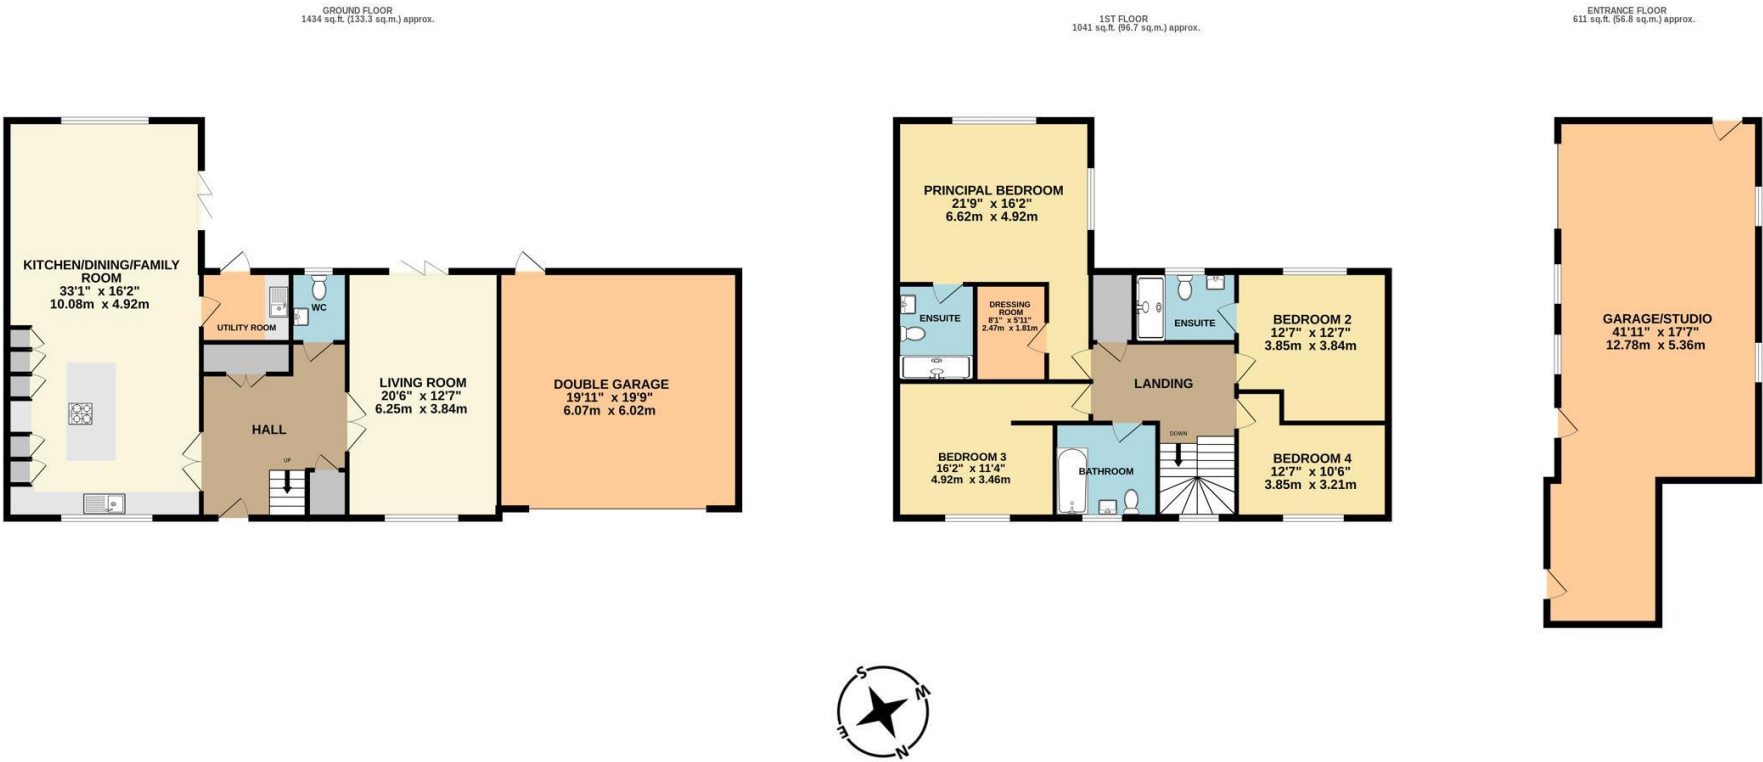 GROUND FLOOR
1434 sq.ft. (133.3 sq.m.) approx.
1ST FLOOR
1041 sq.ft. (96.7 sq.m.) approx.
ENTRANCE FLOOR
611 sq.ft. (56.8 sq.m.) approx.
KITCHEN/DINING/FAMILY
ROOM
33'1" x 16'2"
10.08m x 4.92m
UTILITY ROOM
WC
HALL
UP
LIVING ROOM
20'6" x 12'7"
6.25m x 3.84m
DOUBLE GARAGE
19'11" x 19'9"
6.07m x 6.02m
PRINCIPAL BEDROOM
21'9" x 16'2"
6.62m x 4.92m
ENSUITE
DRESSING
ROOM
8'1" x 5'11"
2.47m x 1.81m
ENSUITE
BEDROOM 2
12'7" x 12'7"
3.85m x 3.84m
LANDING
DOWN
BEDROOM 3
16'2" x 11'4"
4.92m x 3.46m
BATHROOM
BEDROOM 4
12'7" x 10'6"
3.85m x 3.21m
GARAGE/STUDIO
41'11" x 17'7"
12.78m x 5.36m
S
W
E
N